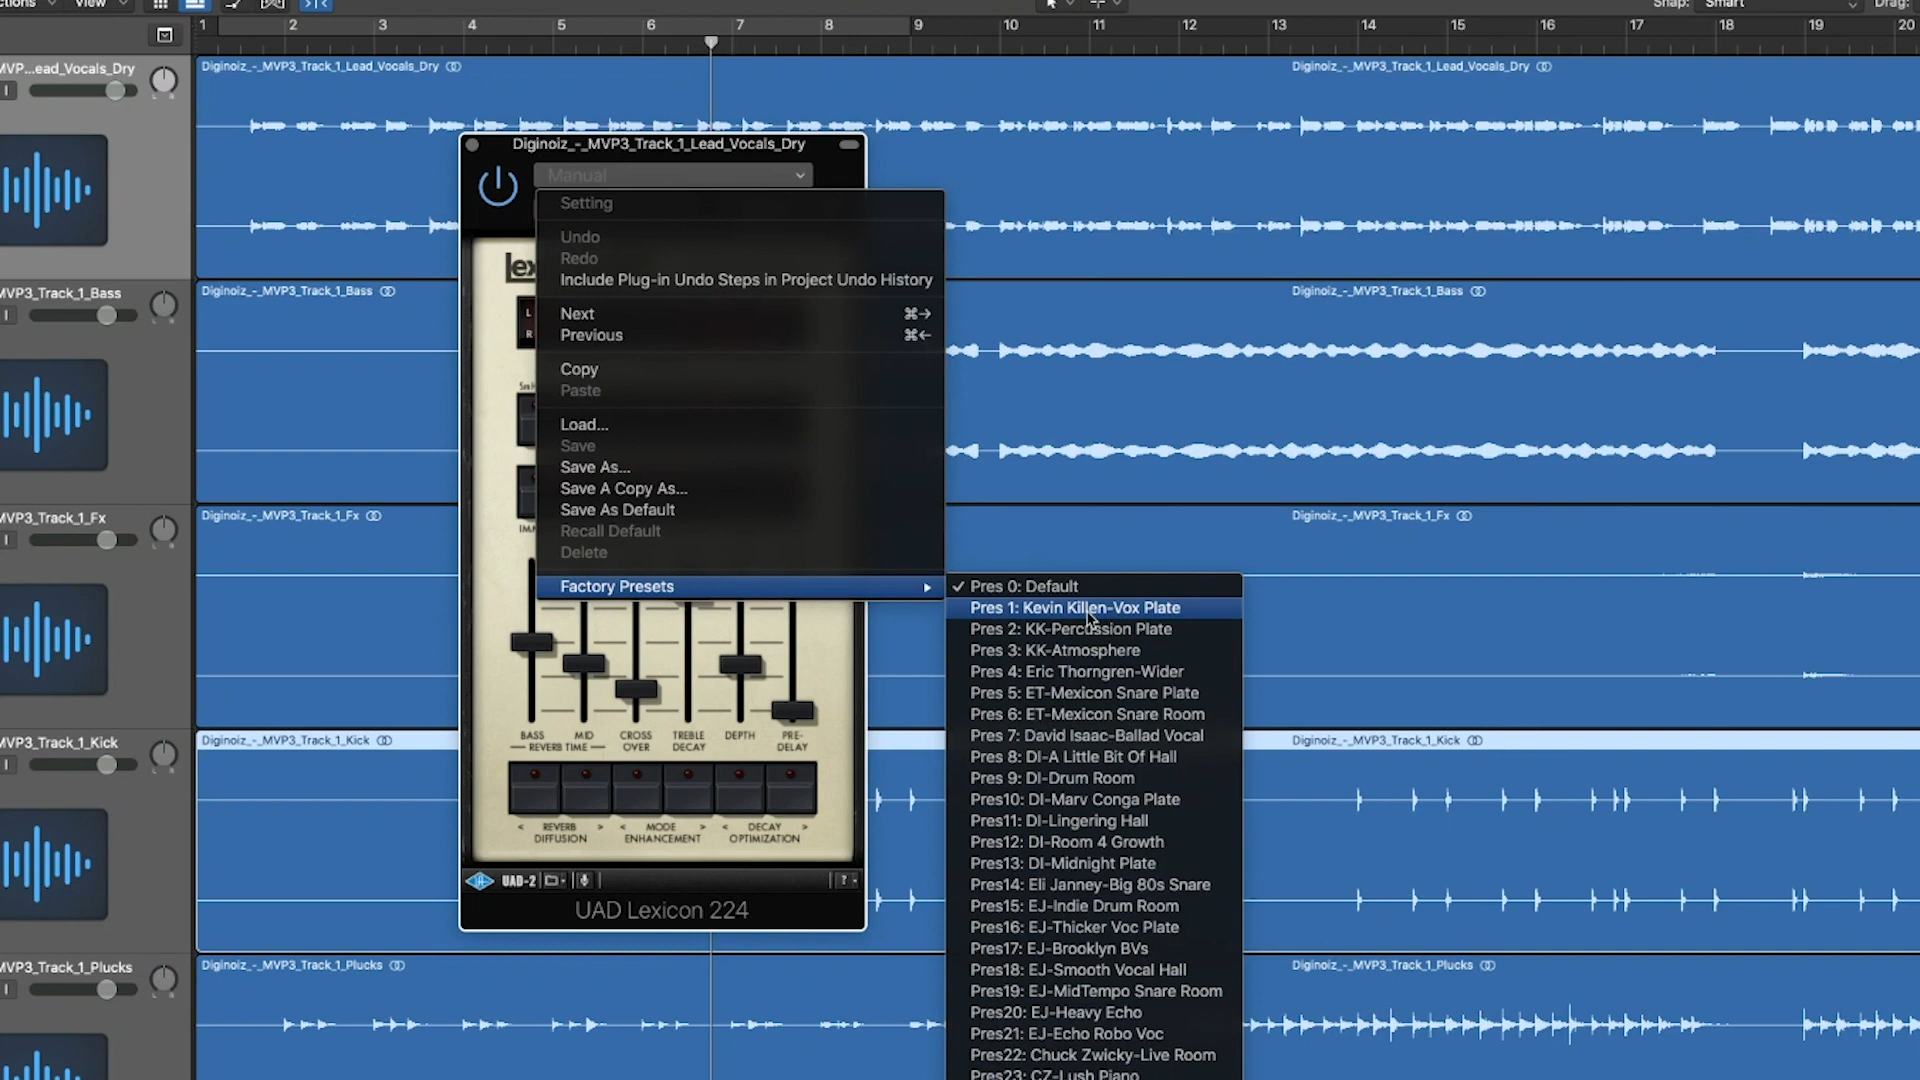 View
Snap: Smart
Drag:
1 2 3 4 5 6 7 8 9 10 11 12 13 14 15 16 17 18 19 20
MVP...ead_Vocals_Dry
Diginoiz_-_MVP3_Track_1_Lead_Vocals_Dry
Diginoiz_-_MVP3_Track_1_Lead_Vocals_Dry
I
Diginoiz_-_MVP3_Track_1_Lead_Vocals_Dry
Manual
Setting
Undo
Redo
Include Plug-in Undo Steps in Project Undo History
Next ⌘→
Previous ⌘←
Copy
Paste
Load...
Save
Save As...
Save A Copy As...
Save As Default
Recall Default
Delete
Factory Presets
Pres 0: Default
Pres 1: Kevin Killen-Vox Plate
Pres 2: KK-Percussion Plate
Pres 3: KK-Atmosphere
Pres 4: Eric Thorngren-Wider
Pres 5: ET-Mexicon Snare Plate
Pres 6: ET-Mexicon Snare Room
Pres 7: David Isaac-Ballad Vocal
Pres 8: DI-A Little Bit Of Hall
Pres 9: DI-Drum Room
Pres10: DI-Marv Conga Plate
Pres11: DI-Lingering Hall
Pres12: DI-Room 4 Growth
Pres13: DI-Midnight Plate
Pres14: Eli Janney-Big 80s Snare
Pres15: EJ-Indie Drum Room
Pres16: EJ-Thicker Voc Plate
Pres17: EJ-Brooklyn BVs
Pres18: EJ-Smooth Vocal Hall
Pres19: EJ-MidTempo Snare Room
Pres20: EJ-Heavy Echo
Pres21: EJ-Echo Robo Voc
Pres22: Chuck Zwicky-Live Room
Pres23: CZ-Lush Piano
lex
L
R
BASS MID CROSS OVER TREBLE DECAY DEPTH PRE-DELAY
REVERB TIME
< REVERB DIFFUSION > < MODE ENHANCEMENT > < DECAY OPTIMIZATION >
UAD-2
?
UAD Lexicon 224
MVP3_Track_1_Bass
Diginoiz_-_MVP3_Track_1_Bass
Diginoiz_-_MVP3_Track_1_Bass
I
MVP3_Track_1_Fx
Diginoiz_-_MVP3_Track_1_Fx
Diginoiz_-_MVP3_Track_1_Fx
I
MVP3_Track_1_Kick
Diginoiz_-_MVP3_Track_1_Kick
Diginoiz_-_MVP3_Track_1_Kick
I
MVP3_Track_1_Plucks
Diginoiz_-_MVP3_Track_1_Plucks
Diginoiz_-_MVP3_Track_1_Plucks
I